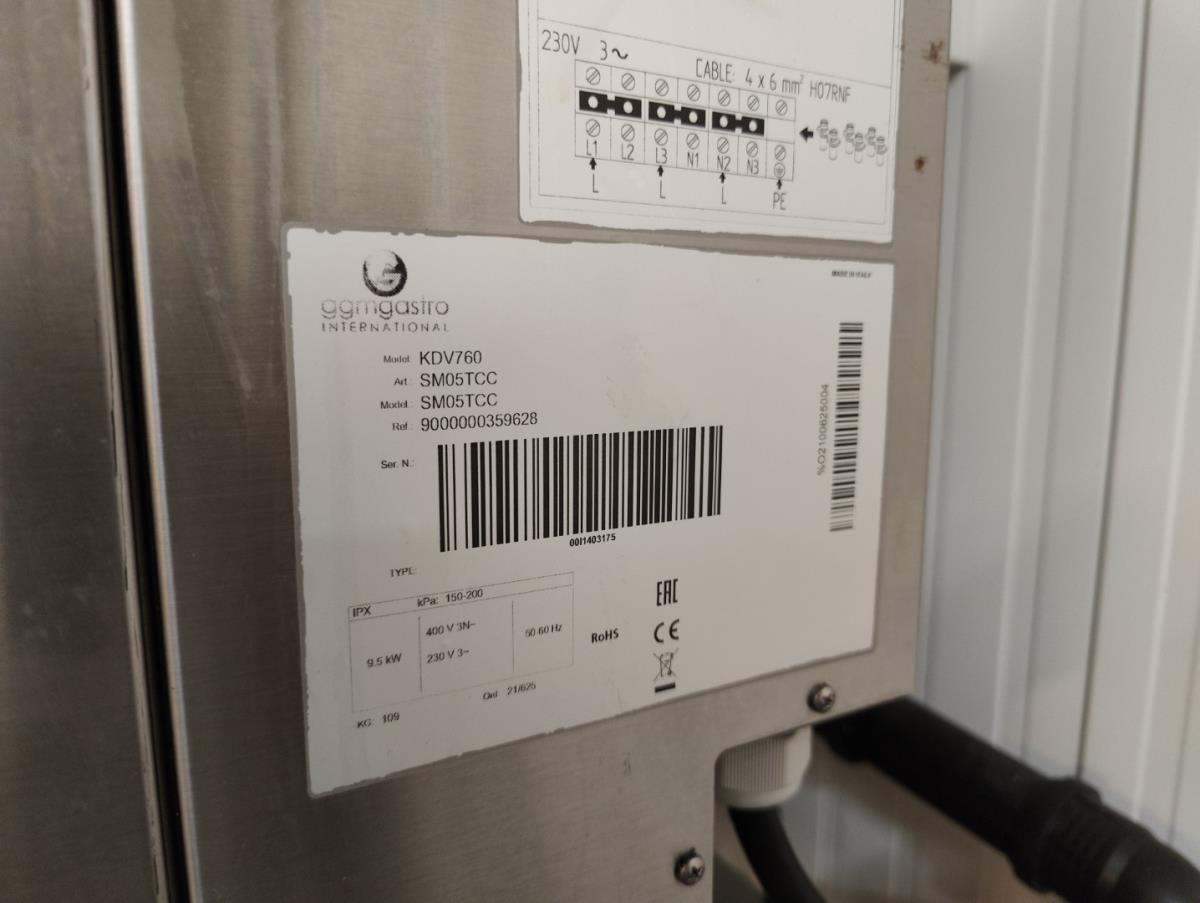 230V 3~
CABLE: 4 x 6 mm² H07RNF
L1 L2 L3 N1 N2 N3
L L L PE
MADE IN ITALY
ggmgastro
INTERNATIONAL
Model: KDV760
Art.: SM05TCC
Model.: SM05TCC
Ref.: 9000000359628
Ser. N.:
00I1403175
%O2100625004
TYPE:
IPX kPa: 150-200
400 V 3N~
50 60 Hz
9.5 kW
230 V 3~
Ord 21/625
KG: 109
RoHS
EAC
CE